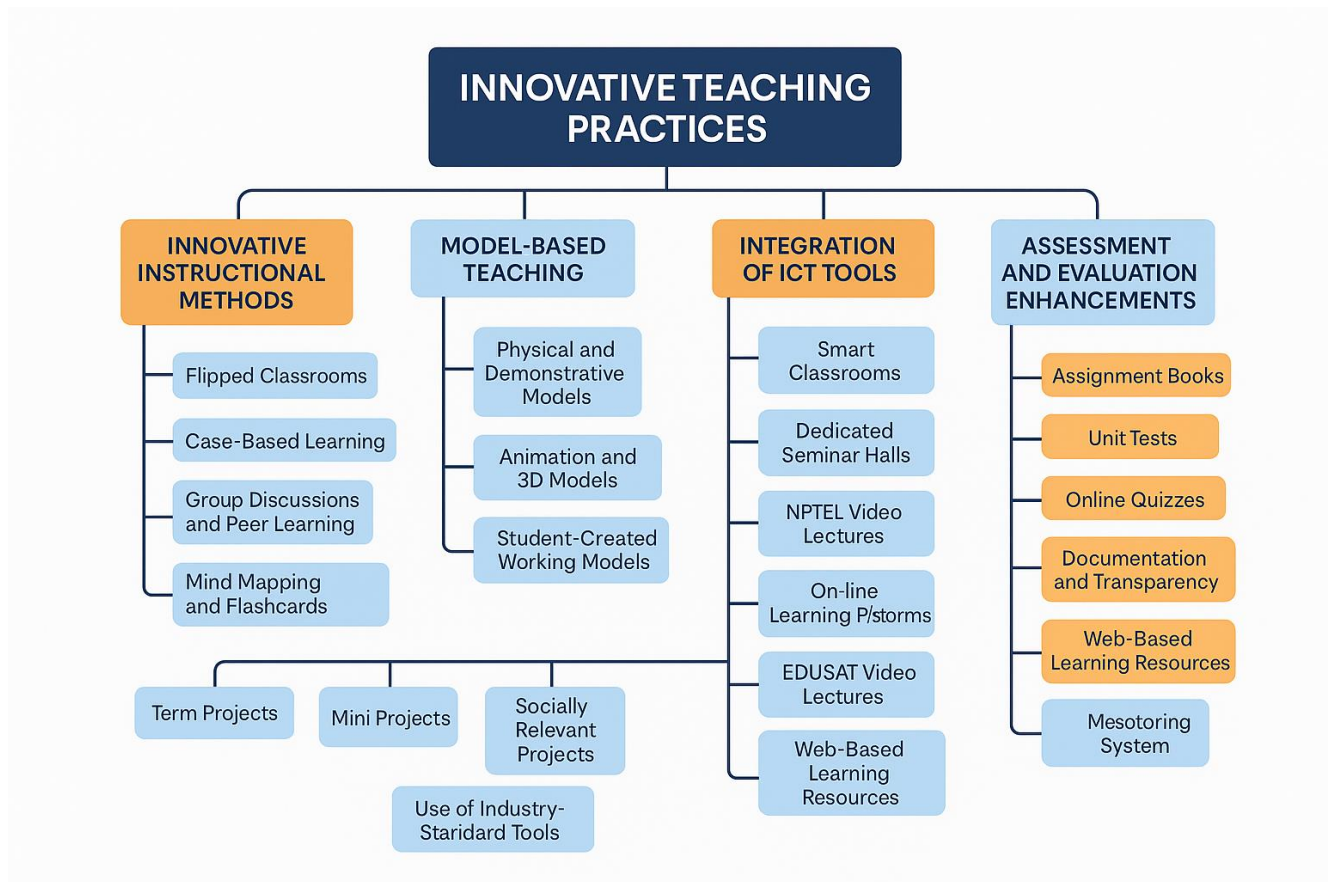 INNOVATIVE TEACHING
PRACTICES
INNOVATIVE
INSTRUCTIONAL
METHODS
Flipped Classrooms
Case-Based Learning
Group Discussions
and Peer Learning
Mind Mapping
and Flashcards
MODEL-BASED
TEACHING
Physical and
Demonstrative
Models
Animation and
3D Models
Student-Created
Working Models
INTEGRATION
OF ICT TOOLS
Smart
Classrooms
Dedicated
Seminar Halls
NPTEL Video
Lectures
On-line
Learning P/storms
EDUSAT Video
Lectures
Web-Based
Learning
Resources
Term Projects
Mini Projects
Socially
Relevant
Projects
Use of Industry-
Staridard Tools
ASSESSMENT
AND EVALUATION
ENHANCEMENTS
Assignment Books
Unit Tests
Online Quizzes
Documentation
and Transparency
Web-Based
Learning Resources
Mesotoring
System